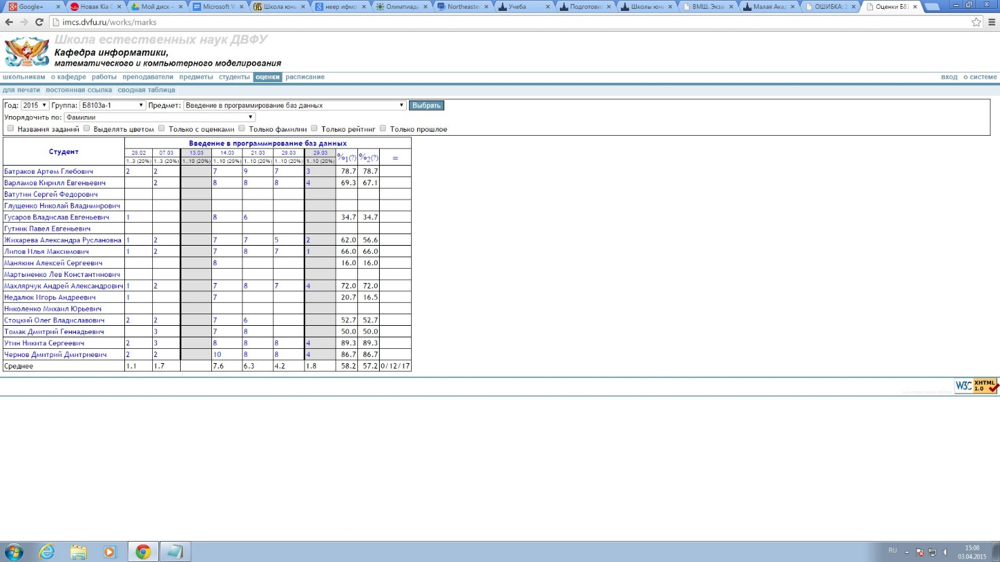 Google+ Новая Kia C Мой диск – Microsoft W Школа юны неер ифмо Олимпиады Northeaster Учеба Подготовит Школы юны ВМШ. Экза Малая Ака ОШИБКА: З Оценки Б81
imcs.dvfu.ru/works/marks
Школа естественных наук ДВФУ
Кафедра информатики,
математического и компьютерного моделирования
школьникам о кафедре работы преподаватели предметы студенты оценки расписание вход о системе
для печати постоянная ссылка сводная таблица
Год: 2015 Группа: Б8103а-1 Предмет: Введение в программирование баз данных Выбрать
Упорядочить по: Фамилии
Названия заданий Выделять цветом Только с оценками Только фамилии Только рейтинг Только прошлое
Студент Введение в программирование баз данных
28.02 07.03 13.03 14.03 21.03 28.03 29.03 %1(?) %2(?) =
1..3 (20%) 1..3 (20%) 1..10 (20%) 1..10 (20%) 1..10 (20%) 1..10 (20%) 1..10 (20%)
Батраков Артем Глебович 2 2 7 9 7 3 78.7 78.7
Варламов Кирилл Евгеньевич 2 8 8 8 4 69.3 67.1
Ватутин Сергей Федорович
Глущенко Николай Владимирович
Гусаров Владислав Евгеньевич 1 8 6 34.7 34.7
Гутник Павел Евгеньевич
Жихарева Александра Руслановна 1 2 7 7 5 2 62.0 56.6
Липов Илья Максимович 1 2 7 8 7 1 66.0 66.0
Манякин Алексей Сергеевич 8 16.0 16.0
Мартыненко Лев Константинович
Махлярчук Андрей Александрович 1 2 7 8 7 4 72.0 72.0
Недалюк Игорь Андреевич 1 7 20.7 16.5
Николенко Михаил Юрьевич
Стоцкий Олег Владиславович 2 2 7 6 52.7 52.7
Томак Дмитрий Геннадьевич 3 7 8 50.0 50.0
Утин Никита Сергеевич 2 3 8 8 8 4 89.3 89.3
Чернов Дмитрий Дмитриевич 2 2 10 8 8 4 86.7 86.7
Среднее 1.1 1.7 7.6 6.3 4.2 1.8 58.2 57.2 0/12/17
W3C XHTML 1.0
RU 15:08
03.04.2015